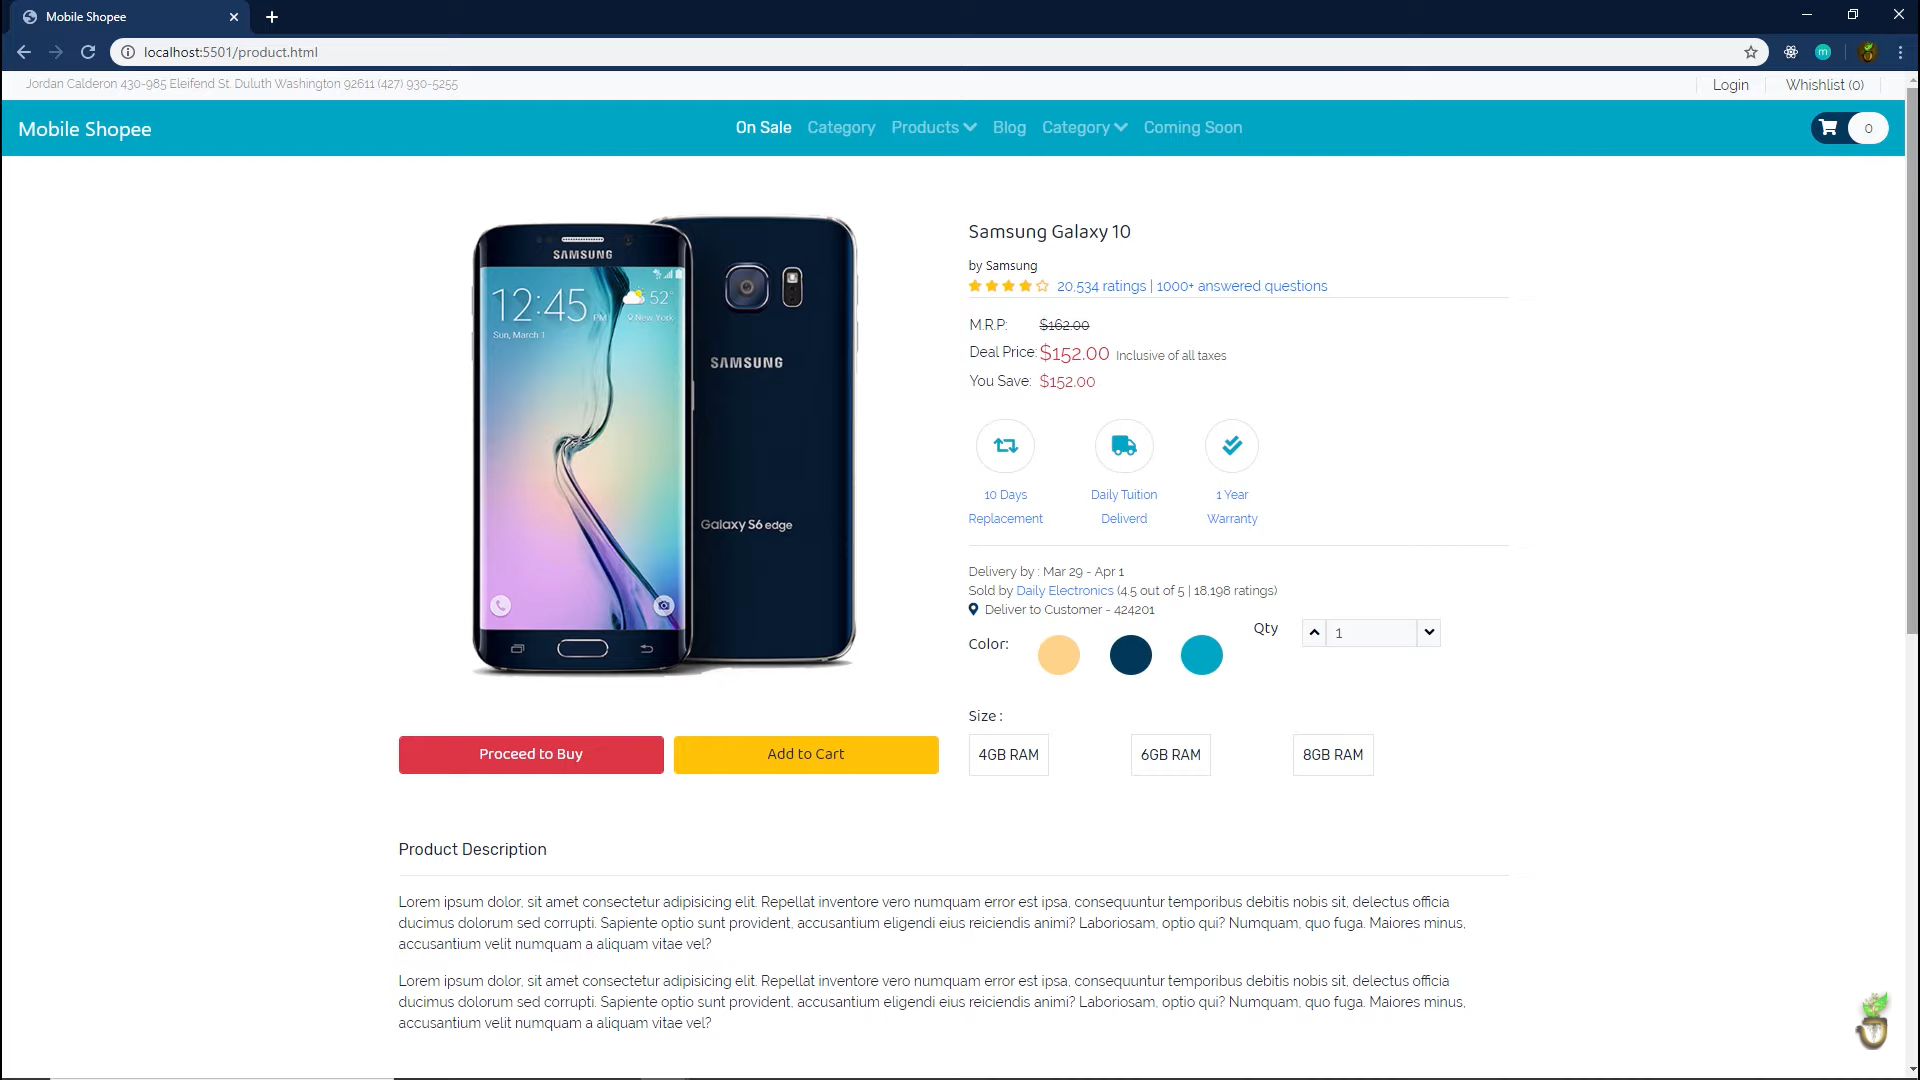 Mobile Shopee
localhost:5501/product.html
m
Jordan Calderon 430-985 Eleifend St. Duluth Washington 92611 (427) 930-5255
Login
Whishlist (0)
Mobile Shopee
On Sale
Category
Products
Blog
Category
Coming Soon
0
SAMSUNG
12:45 PM
Sun, March 1
52°
New York
SAMSUNG
Galaxy S6 edge
Samsung Galaxy 10
by Samsung
20,534 ratings | 1000+ answered questions
M.R.P: $162.00
Deal Price: $152.00 Inclusive of all taxes
You Save: $152.00
10 Days
Replacement
Daily Tuition
Deliverd
1 Year
Warranty
Delivery by : Mar 29 - Apr 1
Sold by Daily Electronics (4.5 out of 5 | 18,198 ratings)
Deliver to Customer - 424201
Color:
Qty
1
Size :
4GB RAM
6GB RAM
8GB RAM
Proceed to Buy
Add to Cart
Product Description
Lorem ipsum dolor, sit amet consectetur adipisicing elit. Repellat inventore vero numquam error est ipsa, consequuntur temporibus debitis nobis sit, delectus officia
ducimus dolorum sed corrupti. Sapiente optio sunt provident, accusantium eligendi eius reiciendis animi? Laboriosam, optio qui? Numquam, quo fuga. Maiores minus,
accusantium velit numquam a aliquam vitae vel?
Lorem ipsum dolor, sit amet consectetur adipisicing elit. Repellat inventore vero numquam error est ipsa, consequuntur temporibus debitis nobis sit, delectus officia
ducimus dolorum sed corrupti. Sapiente optio sunt provident, accusantium eligendi eius reiciendis animi? Laboriosam, optio qui? Numquam, quo fuga. Maiores minus,
accusantium velit numquam a aliquam vitae vel?